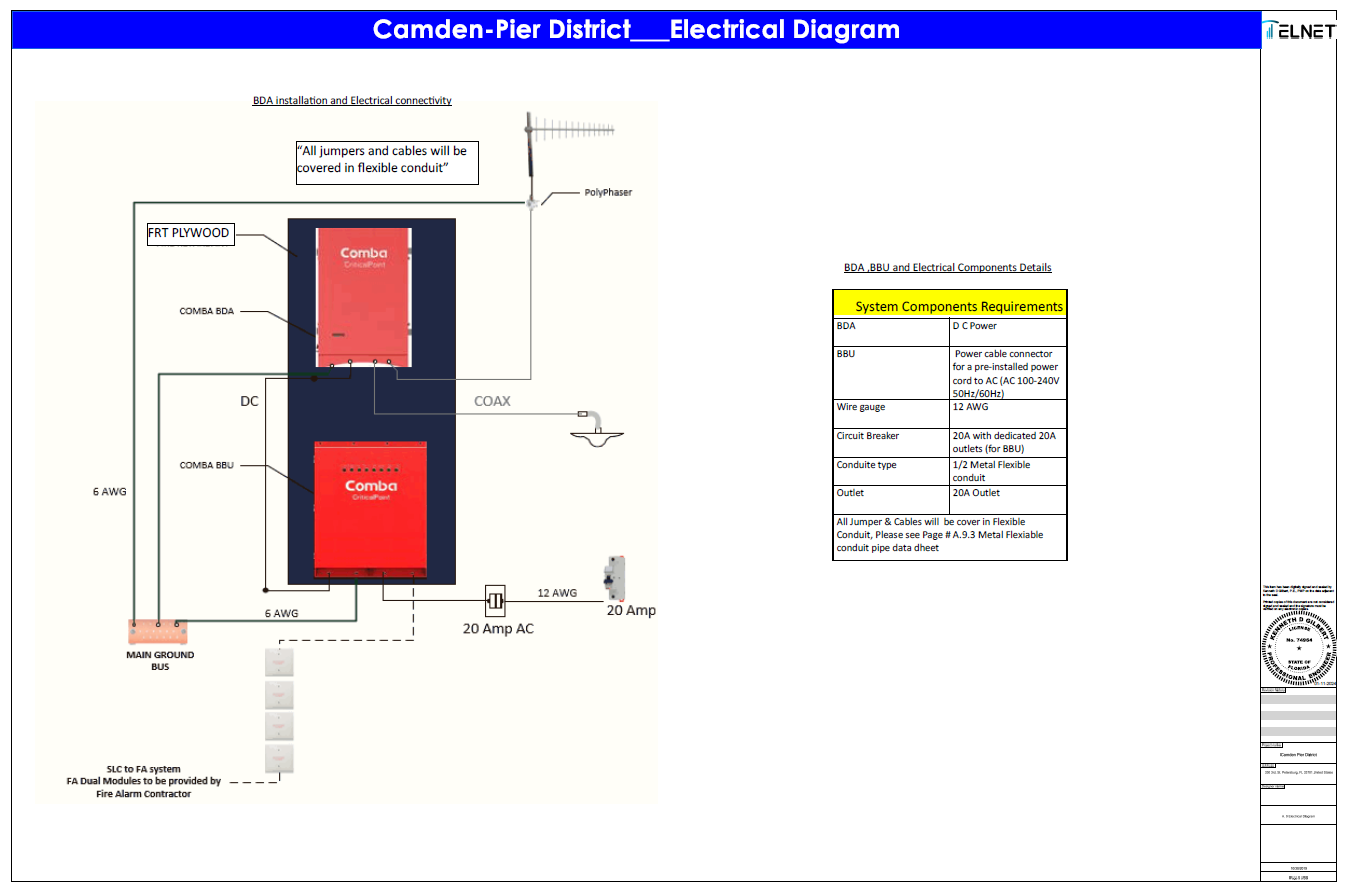 Camden-Pier District___Electrical Diagram
ELNET
BDA installation and Electrical connectivity
“All jumpers and cables will be
covered in flexible conduit”
PolyPhaser
FRT PLYWOOD
Comba
CriticalPoint
COMBA BDA
DC
COAX
COMBA BBU
Comba
CriticalPoint
6 AWG
6 AWG
12 AWG
20 Amp
20 Amp AC
MAIN GROUND
BUS
SLC to FA system
FA Dual Modules to be provided by
Fire Alarm Contractor
BDA ,BBU and Electrical Components Details
System Components Requirements
BDA
D C Power
BBU
Power cable connector
for a pre-installed power
cord to AC (AC 100-240V
50Hz/60Hz)
Wire gauge
12 AWG
Circuit Breaker
20A with dedicated 20A
outlets (for BBU)
Conduite type
1/2 Metal Flexible
conduit
Outlet
20A Outlet
All Jumper & Cables will be cover in Flexible
Conduit, Please see Page # A.9.3 Metal Flexiable
conduit pipe data dheet
KENNETH D GILBERT
LICENSE
No. 74964
STATE OF
FLORIDA
PROFESSIONAL ENGINEER
Camden Pier District